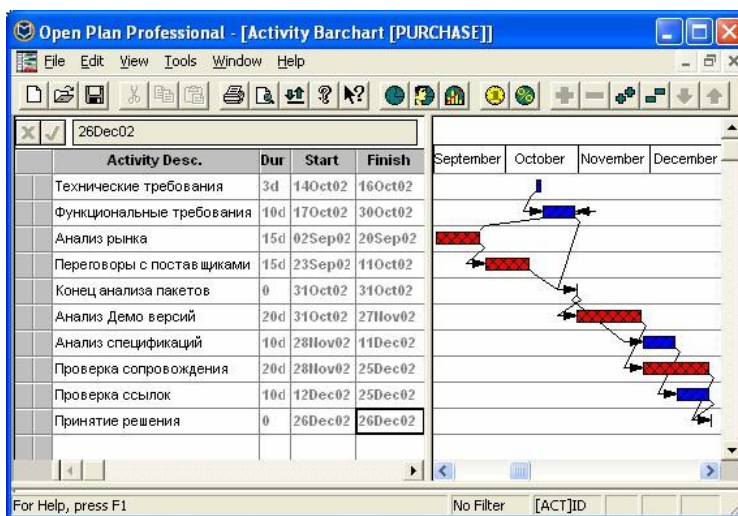 Open Plan Professional - [Activity Barchart [PURCHASE]]
File Edit View Tools Window Help
26Dec02
Activity Desc. Dur Start Finish September October November December
Технические требования 3d 14Oct02 16Oct02
Функциональные требования 10d 17Oct02 30Oct02
Анализ рынка 15d 02Sep02 20Sep02
Переговоры с поставщиками 15d 23Sep02 11Oct02
Конец анализа пакетов 0 31Oct02 31Oct02
Анализ Демо версий 20d 31Oct02 27Nov02
Анализ спецификаций 10d 28Nov02 11Dec02
Проверка сопровождения 20d 28Nov02 25Dec02
Проверка ссылок 10d 12Dec02 25Dec02
Принятие решения 0 26Dec02 26Dec02
For Help, press F1 No Filter [ACT]ID